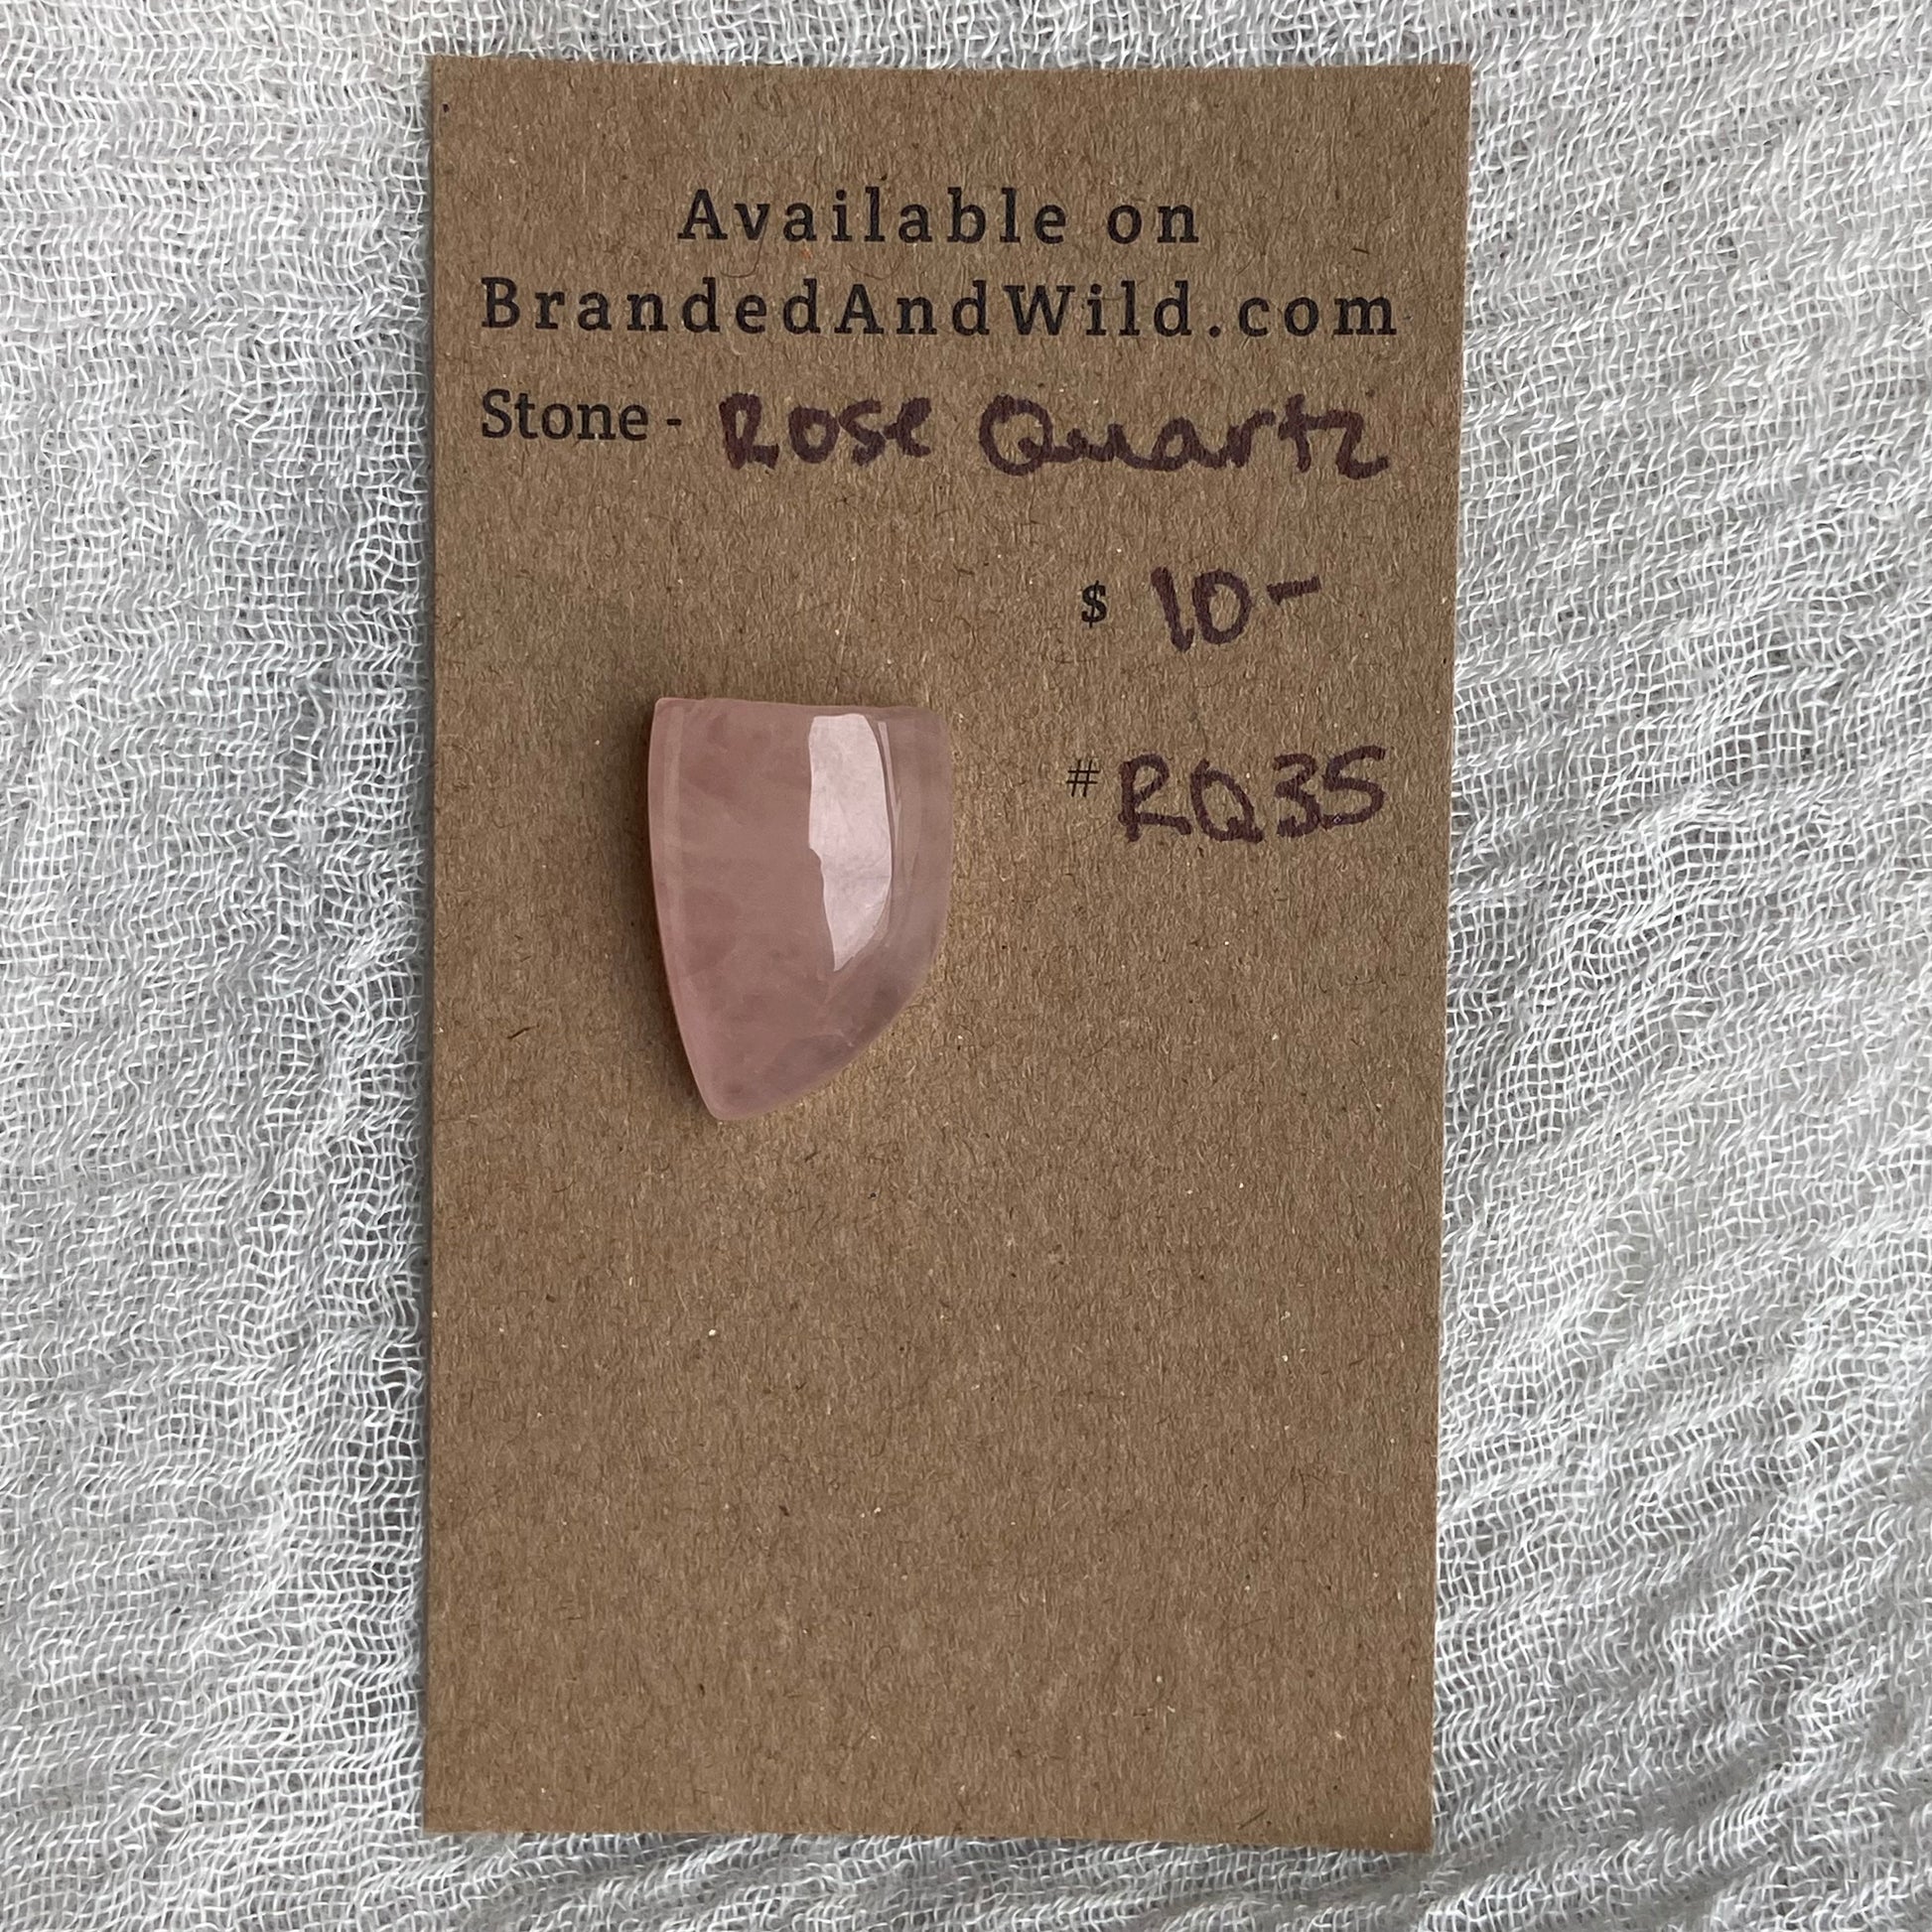 Available on
BrandedAndWild.com
Stone - Rose Quartz
$ 10-
# RQ35